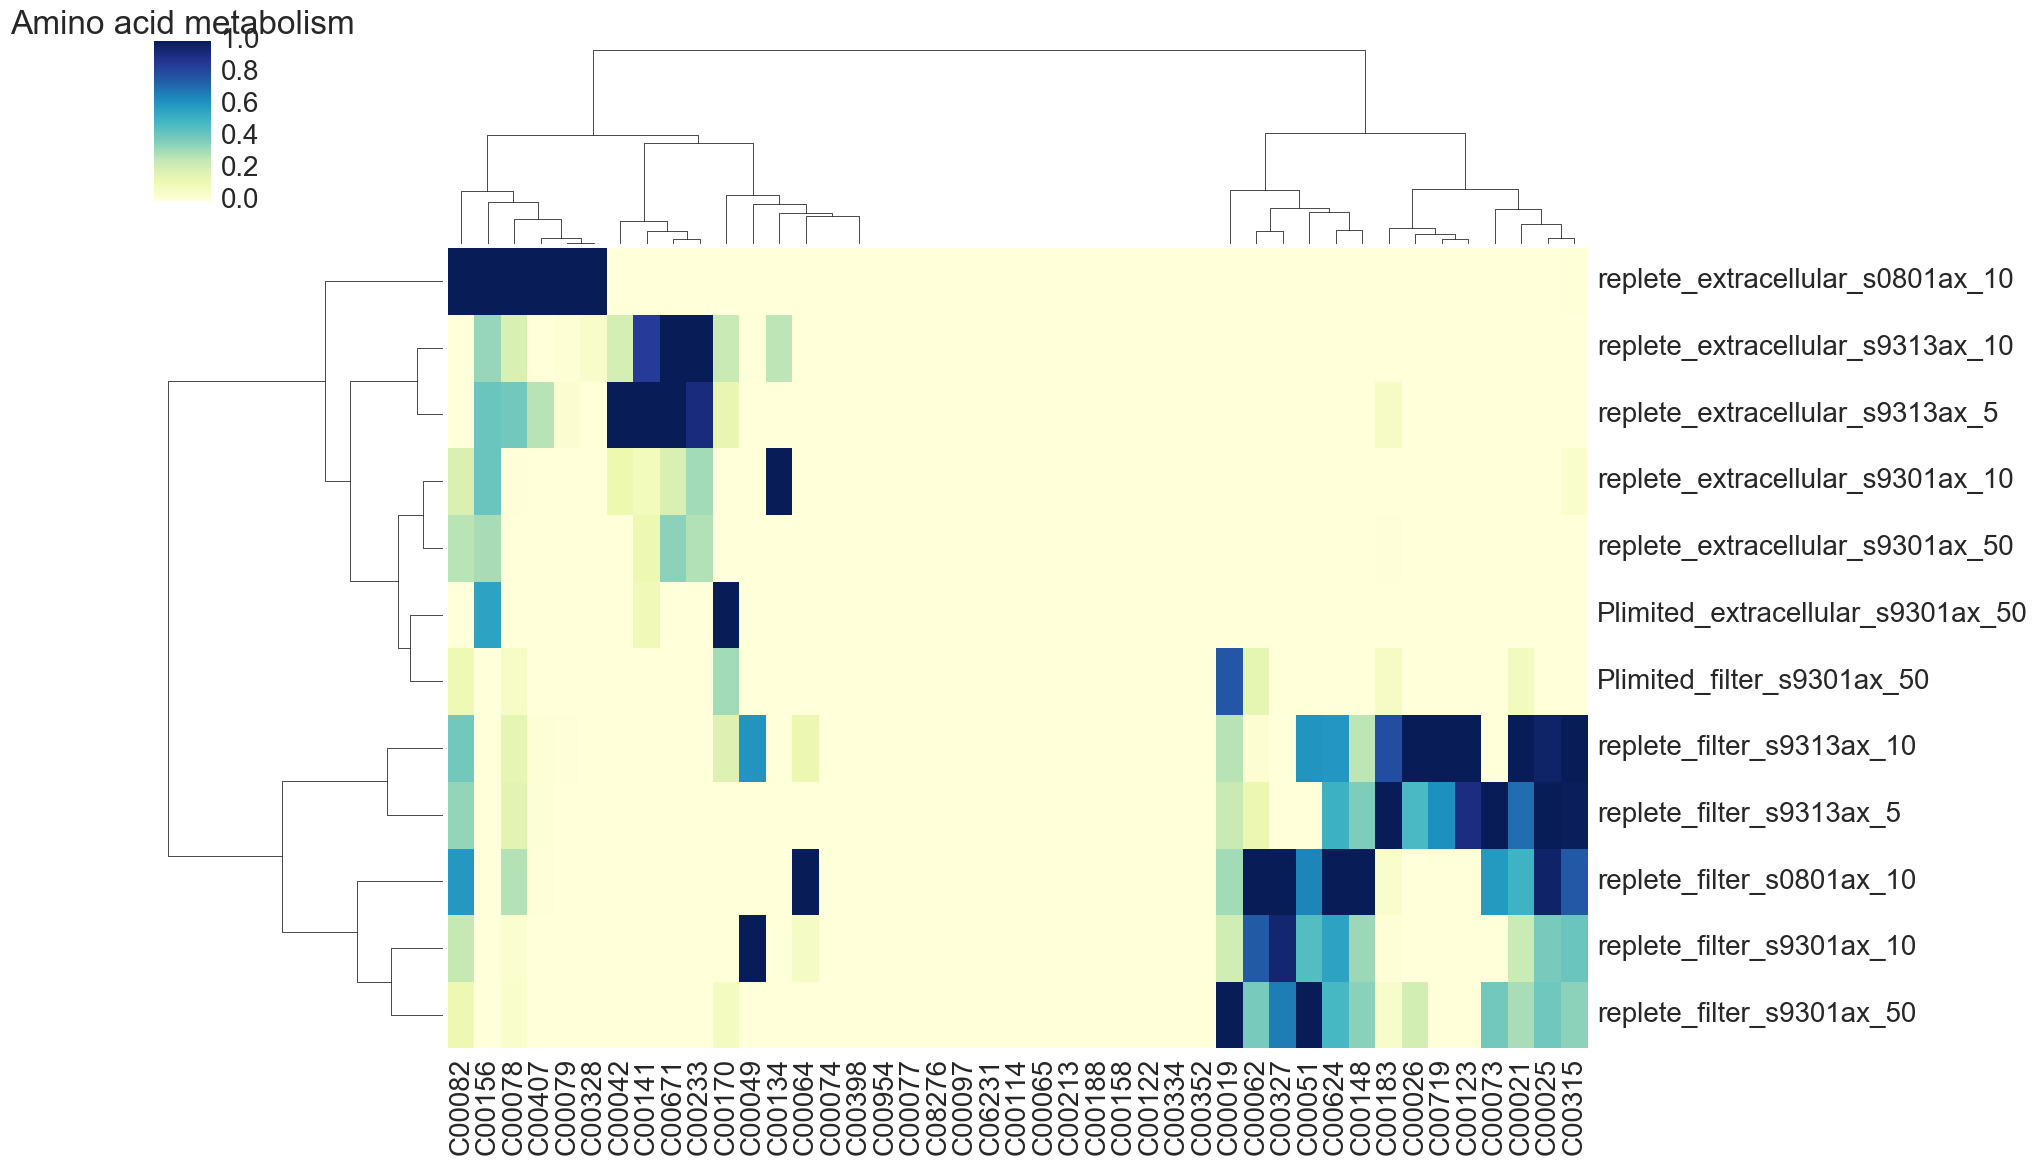 Amino acid metabolism
1.0
0.8
0.6
0.4
0.2
0.0
replete_extracellular_s0801ax_10
replete_extracellular_s9313ax_10
replete_extracellular_s9313ax_5
replete_extracellular_s9301ax_10
replete_extracellular_s9301ax_50
Plimited_extracellular_s9301ax_50
Plimited_filter_s9301ax_50
replete_filter_s9313ax_10
replete_filter_s9313ax_5
replete_filter_s0801ax_10
replete_filter_s9301ax_10
replete_filter_s9301ax_50
C00082
C00156
C00078
C00407
C00079
C00328
C00042
C00141
C00671
C00233
C00170
C00049
C00134
C00064
C00074
C00398
C00954
C00077
C08276
C00097
C06231
C00114
C00065
C00213
C00188
C00158
C00122
C00334
C00352
C00019
C00062
C00327
C00051
C00624
C00148
C00183
C00026
C00719
C00123
C00073
C00021
C00025
C00315